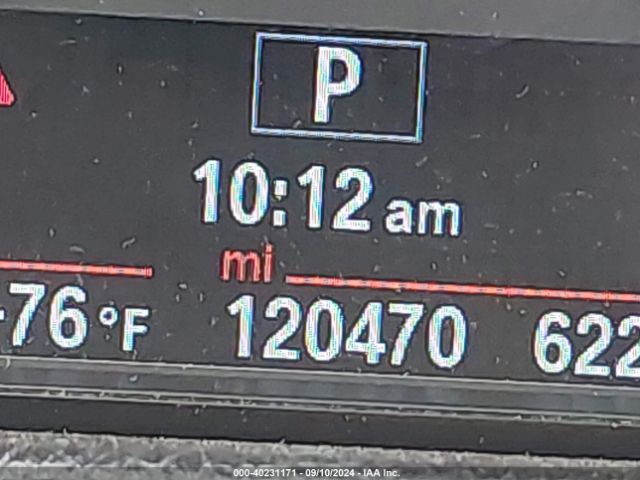 P
10:12 am
mi
+76 °F 120470 622
000-40231171 - 09/10/2024 - IAA Inc.